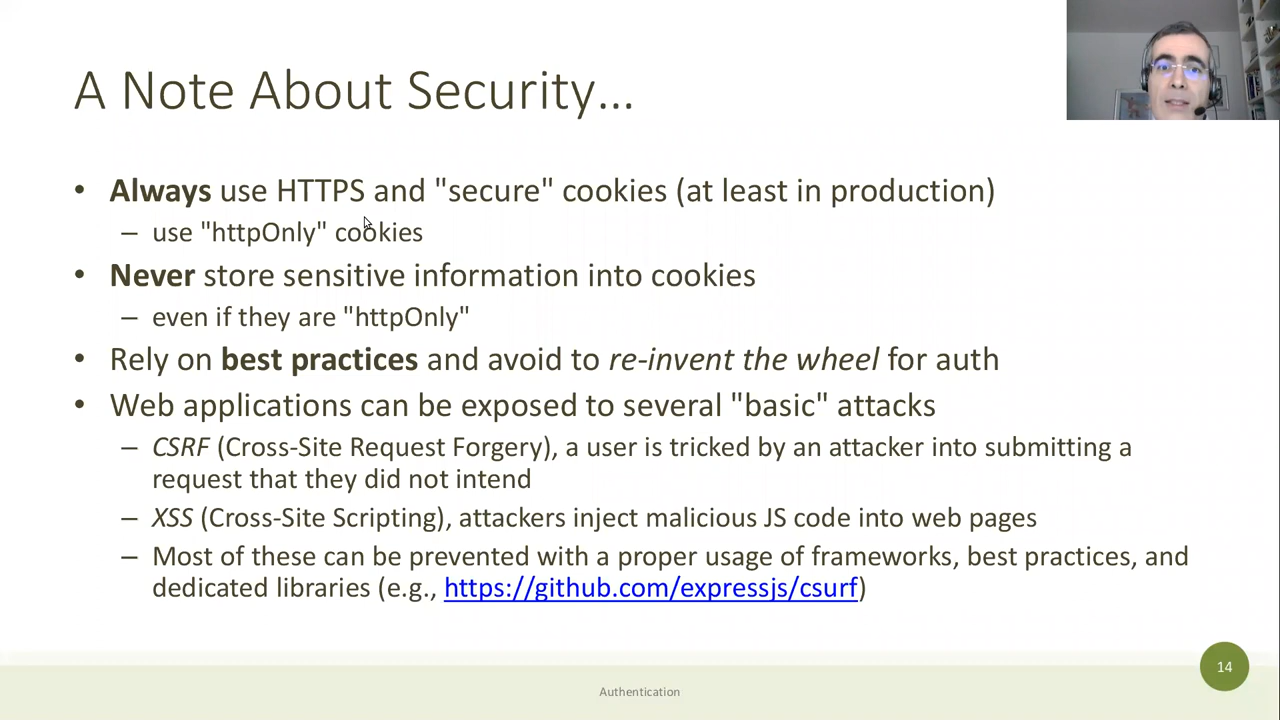 A Note About Security...
• Always use HTTPS and "secure" cookies (at least in production)
– use "httpOnly" cookies
• Never store sensitive information into cookies
– even if they are "httpOnly"
• Rely on best practices and avoid to re-invent the wheel for auth
• Web applications can be exposed to several "basic" attacks
– CSRF (Cross-Site Request Forgery), a user is tricked by an attacker into submitting a
request that they did not intend
– XSS (Cross-Site Scripting), attackers inject malicious JS code into web pages
– Most of these can be prevented with a proper usage of frameworks, best practices, and
dedicated libraries (e.g., https://github.com/expressjs/csurf)
14
Authentication